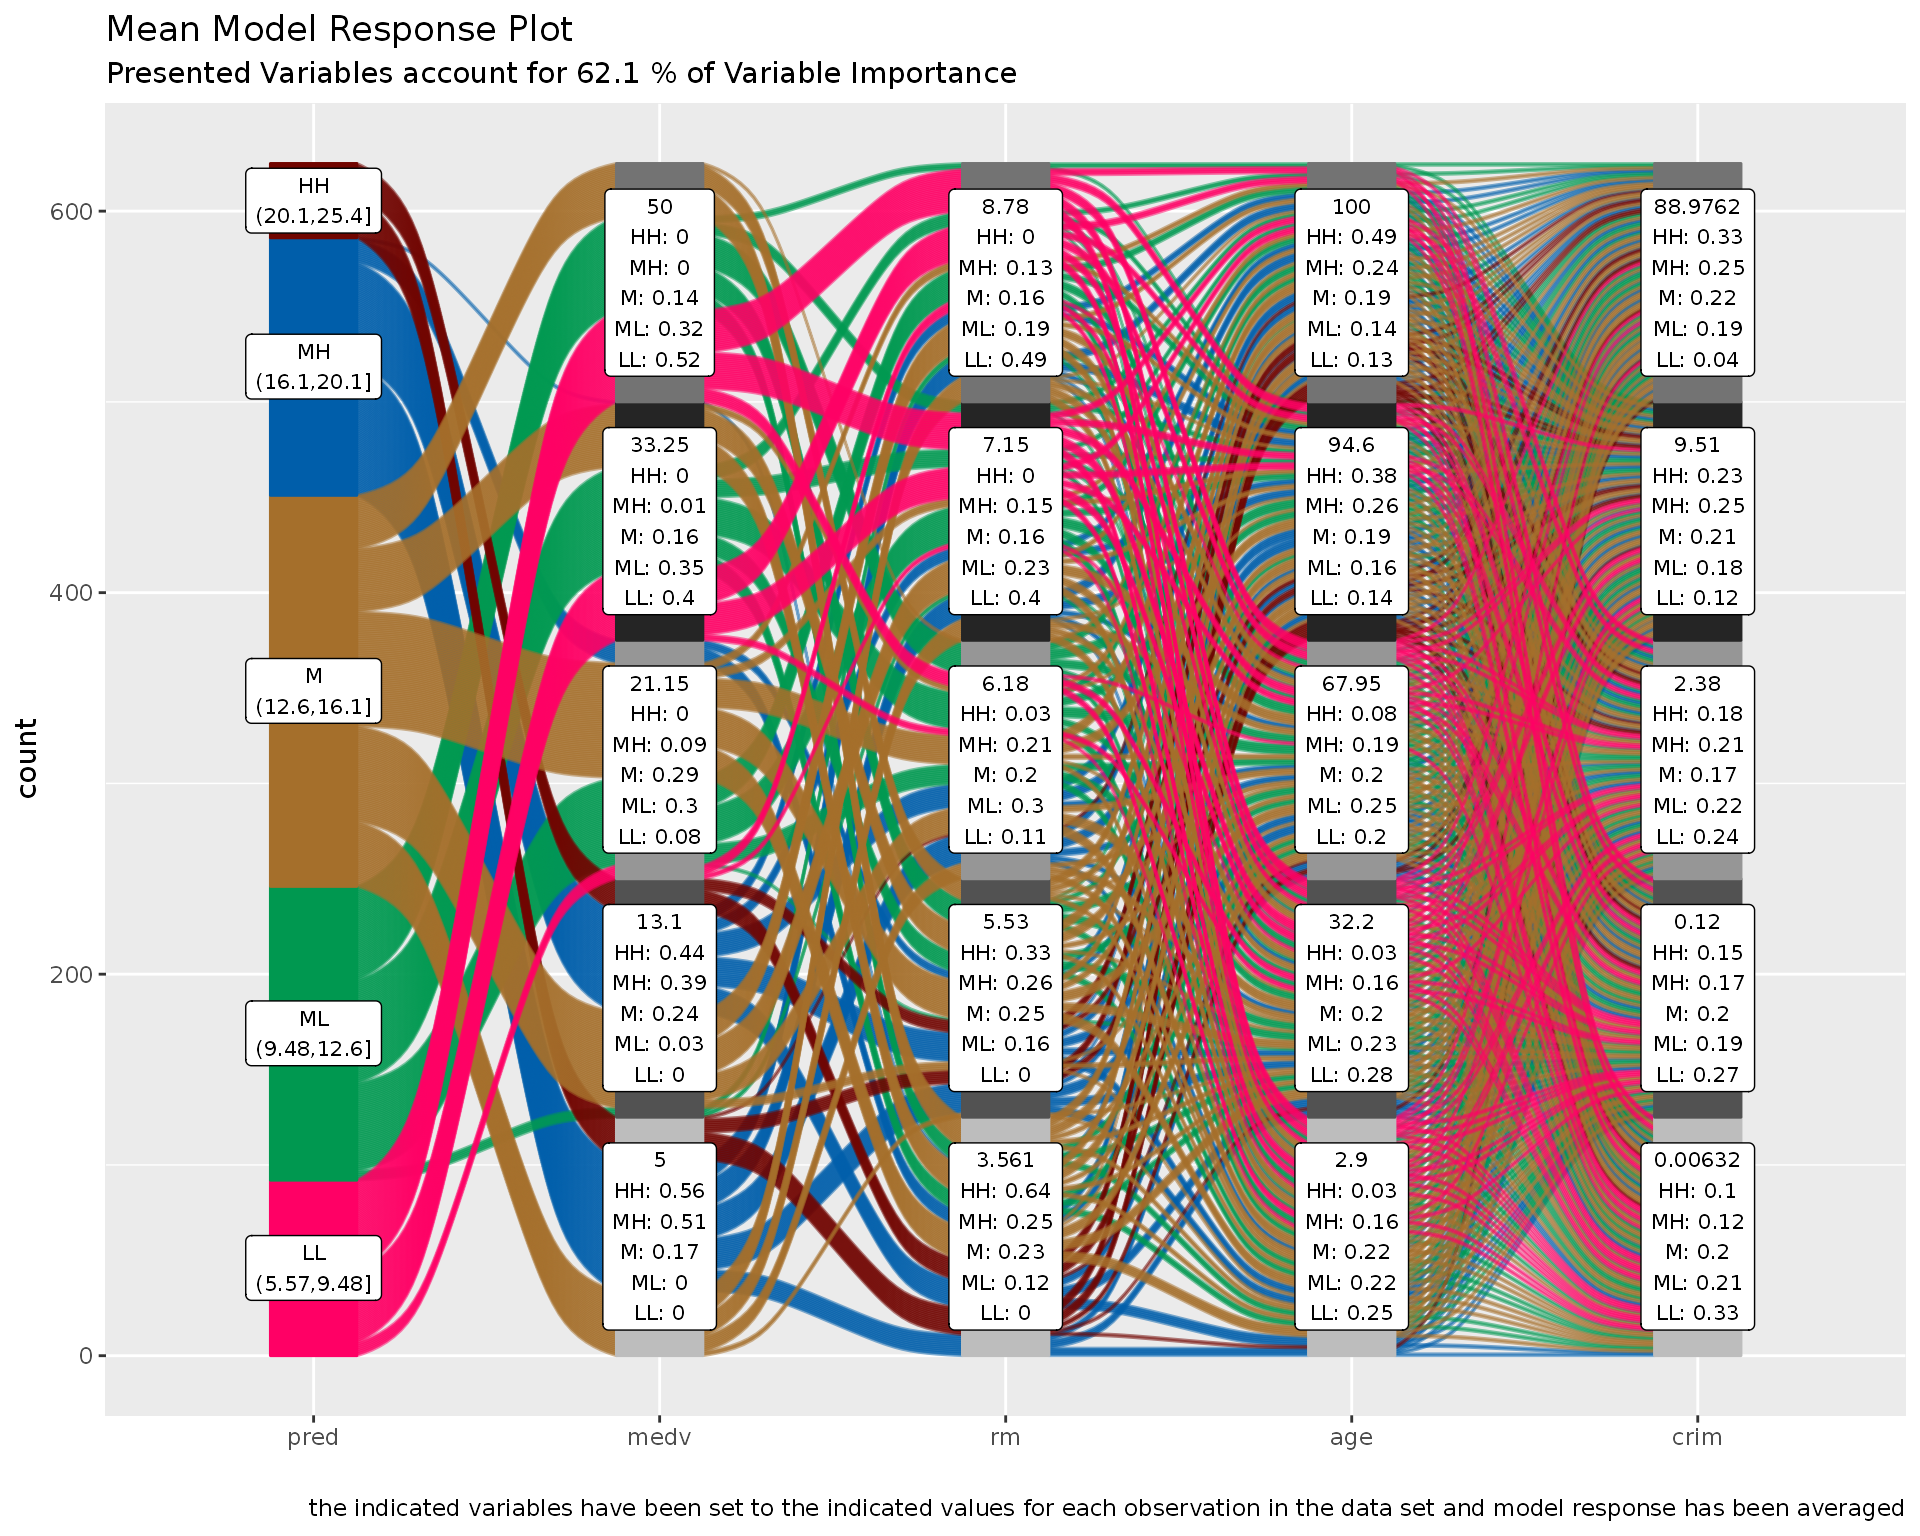 Mean Model Response Plot
Presented Variables account for 62.1 % of Variable Importance
count
600
400
200
0
HH
(20.1,25.4]
MH
(16.1,20.1]
M
(12.6,16.1]
ML
(9.48,12.6]
LL
(5.57,9.48]
50
HH: 0
MH: 0
M: 0.14
ML: 0.32
LL: 0.52
33.25
HH: 0
MH: 0.01
M: 0.16
ML: 0.35
LL: 0.4
21.15
HH: 0
MH: 0.09
M: 0.29
ML: 0.3
LL: 0.08
13.1
HH: 0.44
MH: 0.39
M: 0.24
ML: 0.03
LL: 0
5
HH: 0.56
MH: 0.51
M: 0.17
ML: 0
LL: 0
8.78
HH: 0
MH: 0.13
M: 0.16
ML: 0.19
LL: 0.49
7.15
HH: 0
MH: 0.15
M: 0.16
ML: 0.23
LL: 0.4
6.18
HH: 0.03
MH: 0.21
M: 0.2
ML: 0.3
LL: 0.11
5.53
HH: 0.33
MH: 0.26
M: 0.25
ML: 0.16
LL: 0
3.561
HH: 0.64
MH: 0.25
M: 0.23
ML: 0.12
LL: 0
100
HH: 0.49
MH: 0.24
M: 0.19
ML: 0.14
LL: 0.13
94.6
HH: 0.38
MH: 0.26
M: 0.19
ML: 0.16
LL: 0.14
67.95
HH: 0.08
MH: 0.19
M: 0.2
ML: 0.25
LL: 0.2
32.2
HH: 0.03
MH: 0.16
M: 0.2
ML: 0.23
LL: 0.28
2.9
HH: 0.03
MH: 0.16
M: 0.22
ML: 0.22
LL: 0.25
88.9762
HH: 0.33
MH: 0.25
M: 0.22
ML: 0.19
LL: 0.04
9.51
HH: 0.23
MH: 0.25
M: 0.21
ML: 0.18
LL: 0.12
2.38
HH: 0.18
MH: 0.21
M: 0.17
ML: 0.22
LL: 0.24
0.12
HH: 0.15
MH: 0.17
M: 0.2
ML: 0.19
LL: 0.27
0.00632
HH: 0.1
MH: 0.12
M: 0.2
ML: 0.21
LL: 0.33
pred
medv
rm
age
crim
the indicated variables have been set to the indicated values for each observation in the data set and model response has been averaged